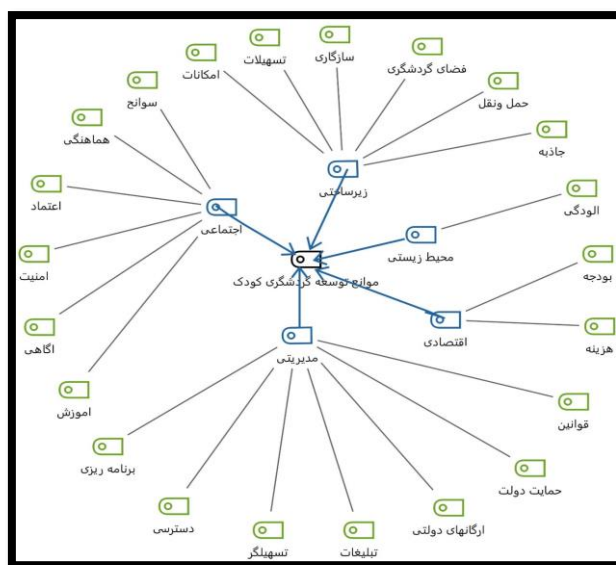 تسهیلات
سازگاری
فضای گردشگری
امکانات
حمل ونقل
سوانح
جاذبه
هماهنگی
زیرساختی
اعتماد
الودگی
اجتماعی
محیط زیستی
امنیت
بودجه
موانع توسعه گردشگری کودک
اقتصادی
هزینه
اگاهی
مدیریتی
اموزش
قوانین
برنامه ریزی
حمایت دولت
دسترسی
ارگانهای دولتی
تسهیلگر
تبلیغات